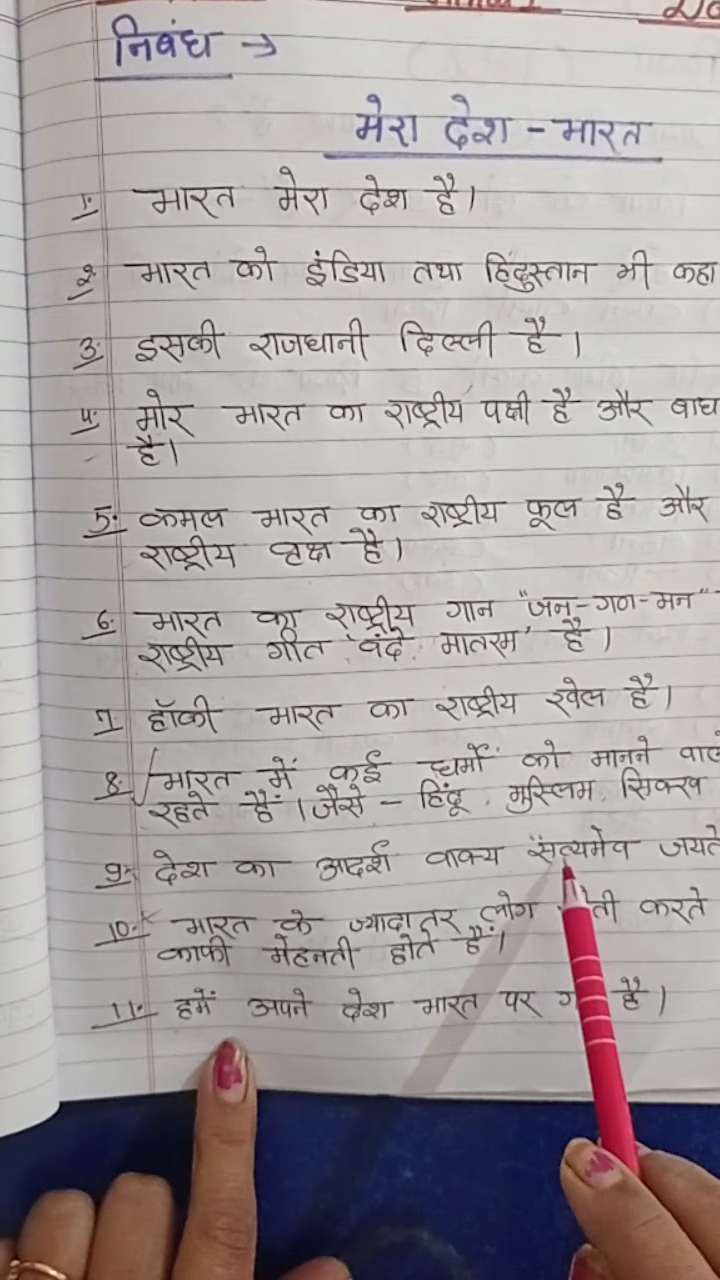 निबंध →
मेरा देश - भारत
1. भारत मेरा देश है।
2. भारत को इंडिया तथा हिंदुस्तान भी कहा
3. इसकी राजधानी दिल्ली है।
4. मोर भारत का राष्ट्रीय पक्षी है और बाघ
है।
5. कमल भारत का राष्ट्रीय फूल है और
राष्ट्रीय वृक्ष है।
6. भारत का राष्ट्रीय गान "जन-गण-मन"
राष्ट्रीय गीत 'वंदे मातरम' है।
7. हॉकी भारत का राष्ट्रीय खेल है।
8. भारत में कई धर्मों को मानने वाले
रहते हैं। जैसे - हिंदू, मुस्लिम, सिक्ख
9. देश का आदर्श वाक्य "सत्यमेव जयते
10. भारत के ज्यादातर लोग करते
काफी मेहनती होते हैं।
11. हमें अपने देश भारत पर है।